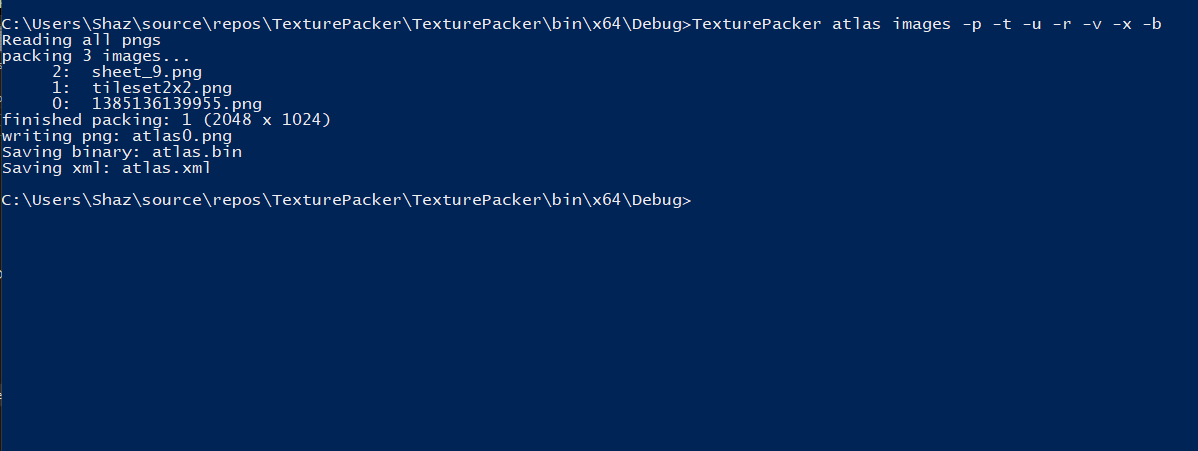 C:\Users\Shaz\source\repos\TexturePacker\TexturePacker\bin\x64\Debug>TexturePacker atlas images -p -t -u -r -v -x -b
Reading all pngs
packing 3 images...
     2:  sheet_9.png
     1:  tileset2x2.png
     0:  1385136139955.png
finished packing: 1 (2048 x 1024)
writing png: atlas0.png
Saving binary: atlas.bin
Saving xml: atlas.xml
C:\Users\Shaz\source\repos\TexturePacker\TexturePacker\bin\x64\Debug>